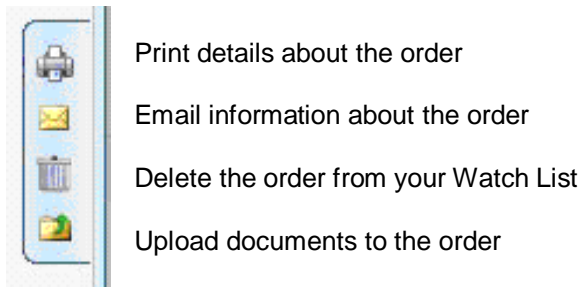 Print details about the order
Email information about the order
Delete the order from your Watch List
Upload documents to the order